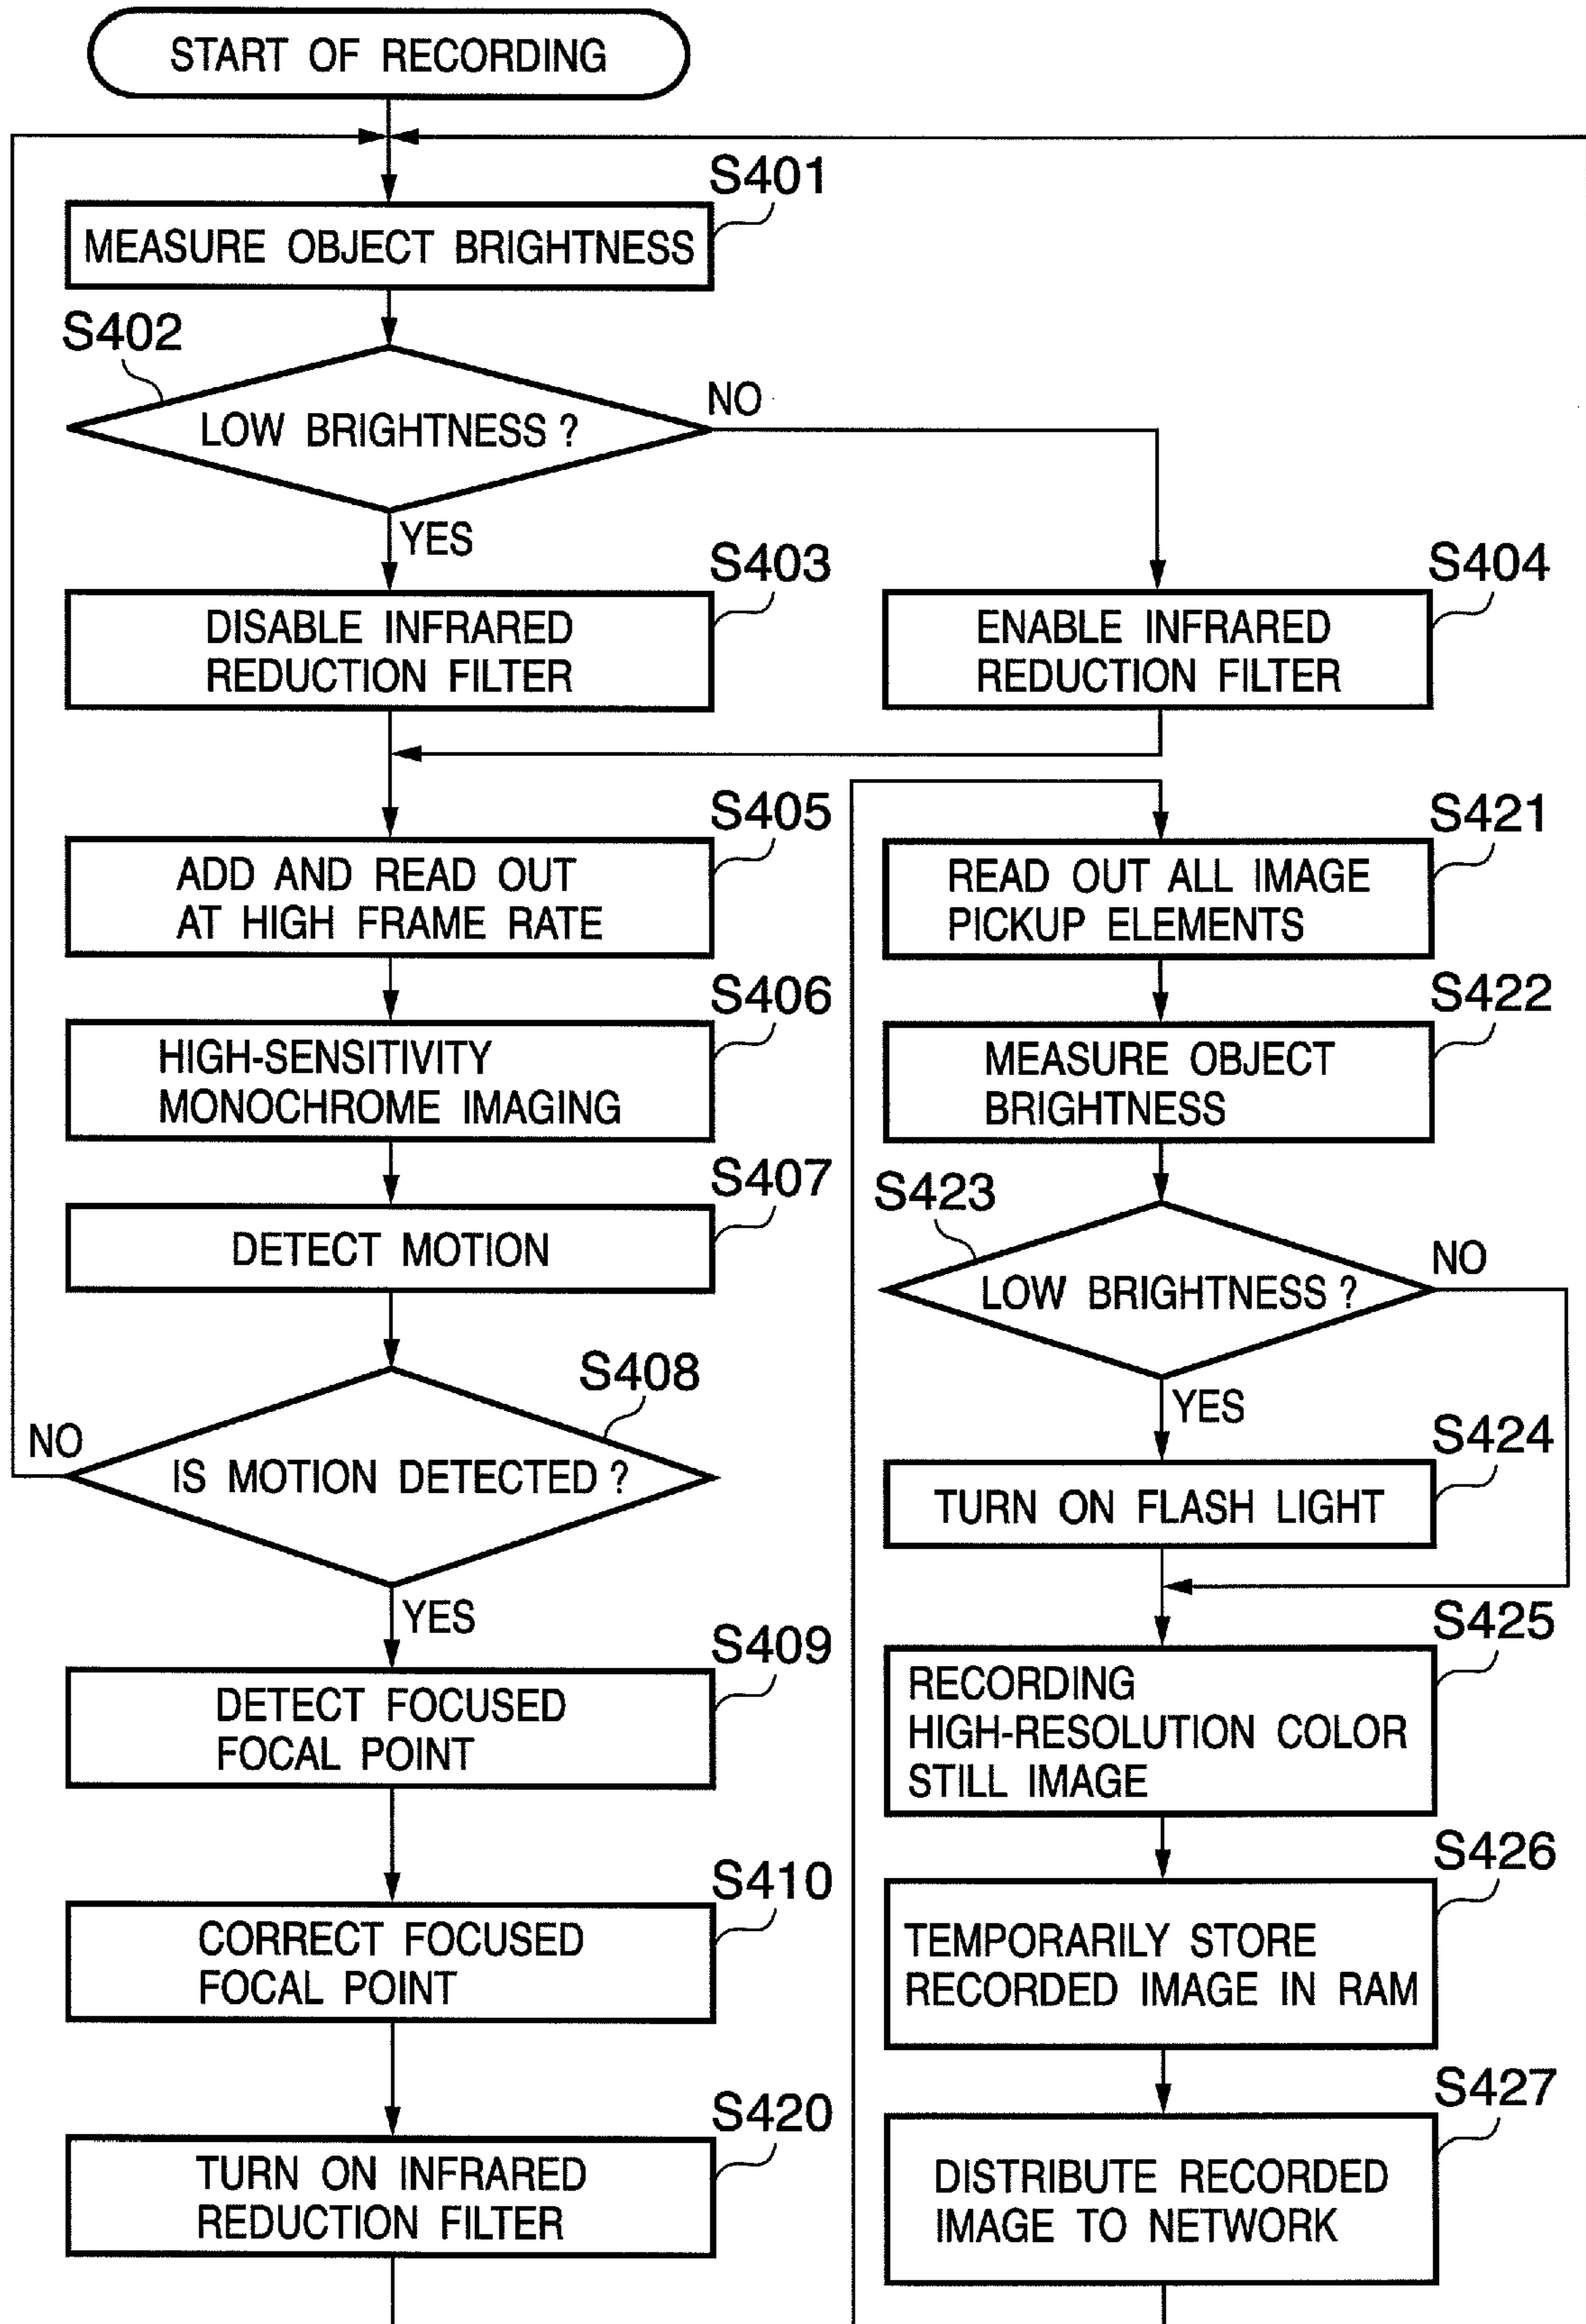 START OF RECORDING
S401
MEASURE OBJECT BRIGHTNESS
S402
LOW BRIGHTNESS ?
NO
YES
S403
DISABLE INFRARED
REDUCTION FILTER
S404
ENABLE INFRARED
REDUCTION FILTER
S405
ADD AND READ OUT
AT HIGH FRAME RATE
S406
HIGH-SENSITIVITY
MONOCHROME IMAGING
S407
DETECT MOTION
S408
IS MOTION DETECTED ?
NO
YES
S409
DETECT FOCUSED
FOCAL POINT
S410
CORRECT FOCUSED
FOCAL POINT
S420
TURN ON INFRARED
REDUCTION FILTER
S421
READ OUT ALL IMAGE
PICKUP ELEMENTS
S422
MEASURE OBJECT
BRIGHTNESS
S423
LOW BRIGHTNESS ?
NO
YES
S424
TURN ON FLASH LIGHT
S425
RECORDING
HIGH-RESOLUTION COLOR
STILL IMAGE
S426
TEMPORARILY STORE
RECORDED IMAGE IN RAM
S427
DISTRIBUTE RECORDED
IMAGE TO NETWORK